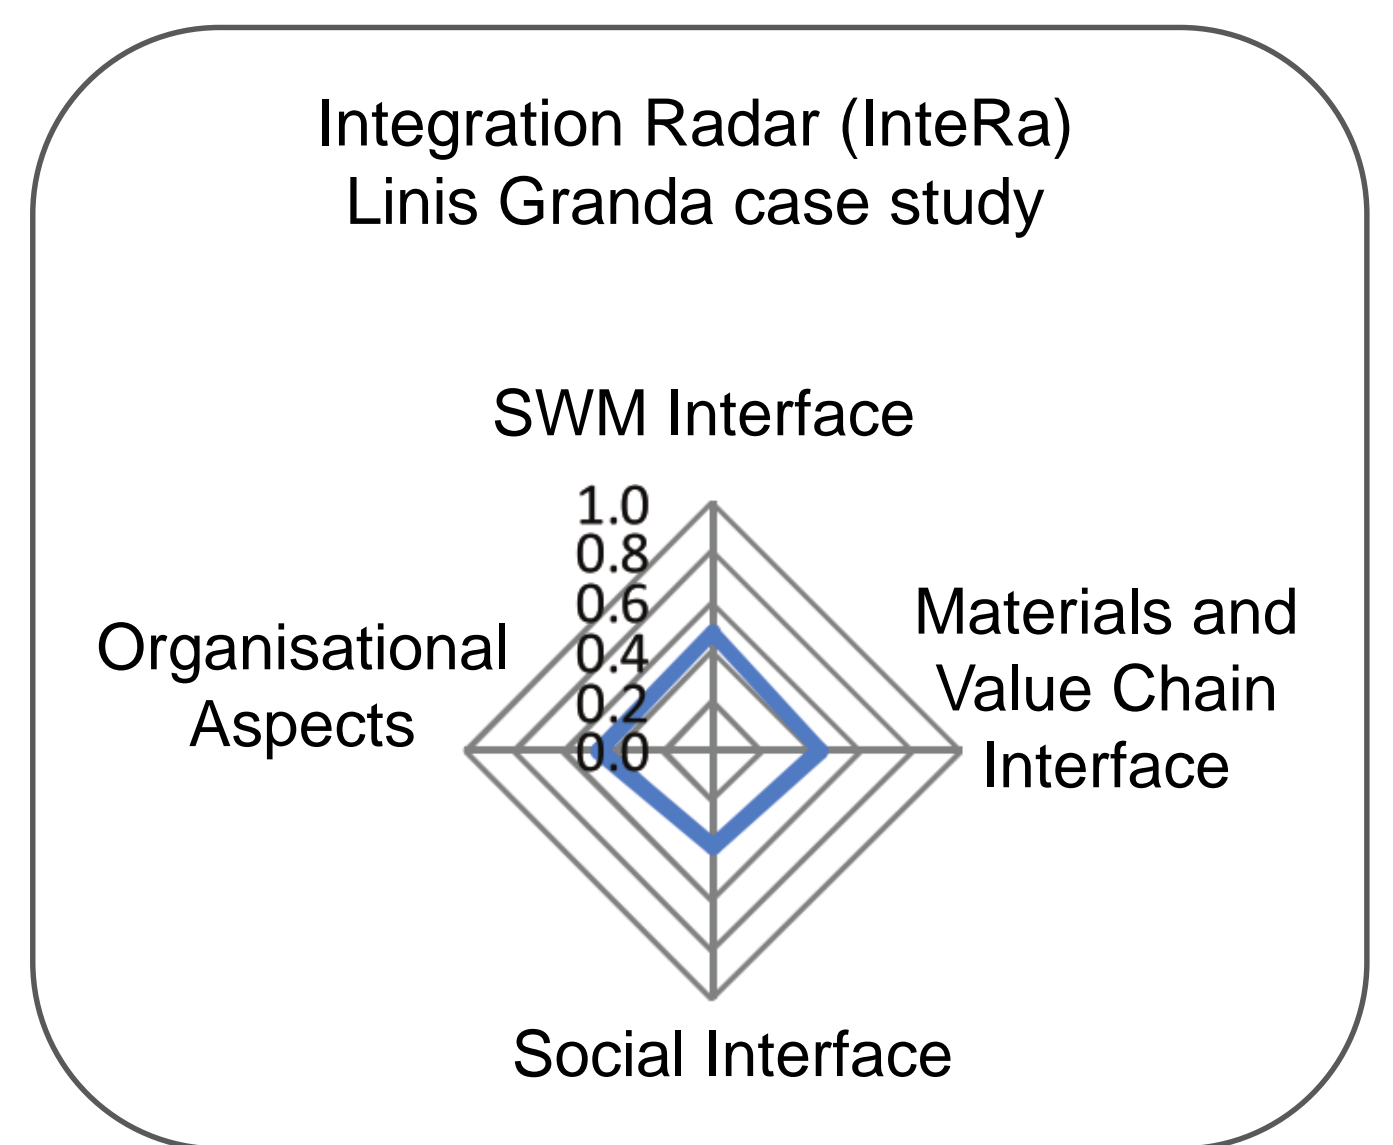 Integration Radar (InteRa)
Linis Granda case study
SWM Interface
1.0
0.8
0.6
0.4
0.2
0.0
Organisational
Aspects
Materials and
Value Chain
Interface
Social Interface